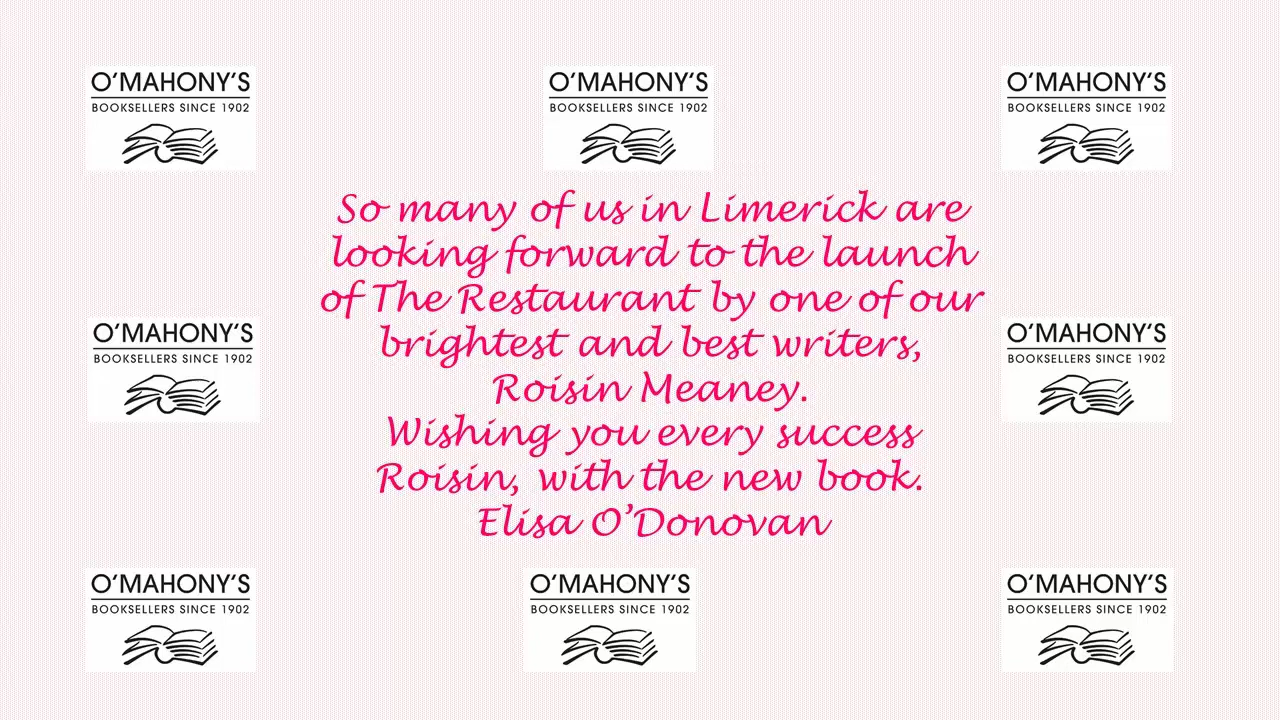 O'MAHONY'S
BOOKSELLERS SINCE 1902
O'MAHONY'S
BOOKSELLERS SINCE 1902
O'MAHONY'S
BOOKSELLERS SINCE 1902
So many of us in Limerick are
looking forward to the launch
of The Restaurant by one of our
brightest and best writers,
Roisin Meaney.
Wishing you every success
Roisin, with the new book.
Elisa O'Donovan
O'MAHONY'S
BOOKSELLERS SINCE 1902
O'MAHONY'S
BOOKSELLERS SINCE 1902
O'MAHONY'S
BOOKSELLERS SINCE 1902
O'MAHONY'S
BOOKSELLERS SINCE 1902
O'MAHONY'S
BOOKSELLERS SINCE 1902